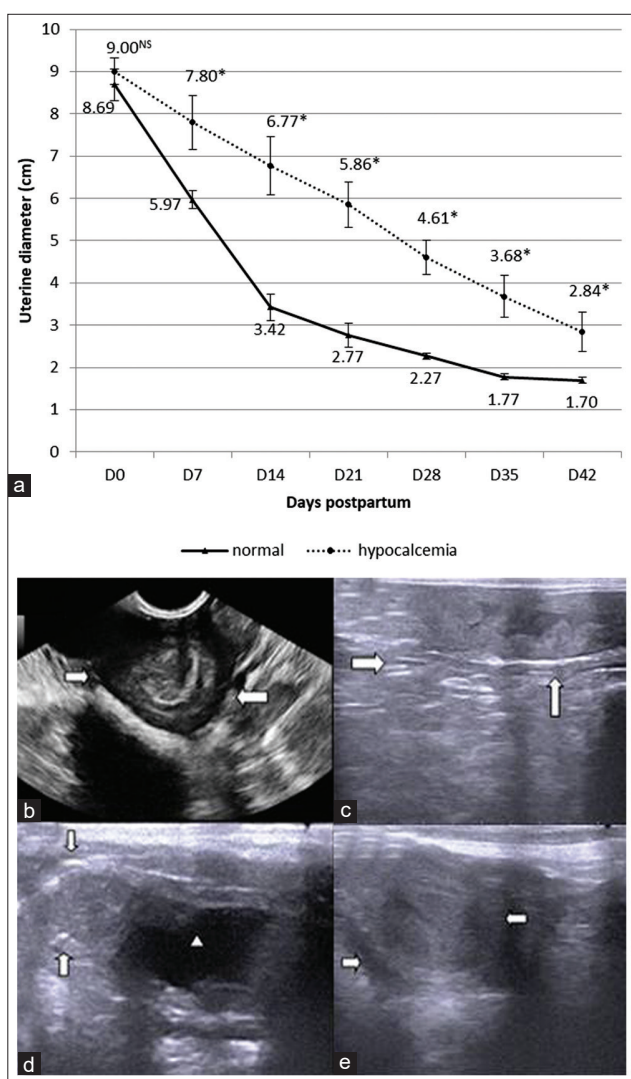 10
9
8
7
6
5
4
3
2
1
0
Uterine diameter (cm)
9.00NS
7.80*
6.77*
5.86*
4.61*
3.68*
2.84*
8.69
5.97
3.42
2.77
2.27
1.77
1.70
D0 D7 D14 D21 D28 D35 D42
Days postpartum
normal hypocalcemia
a
b
c
d
e